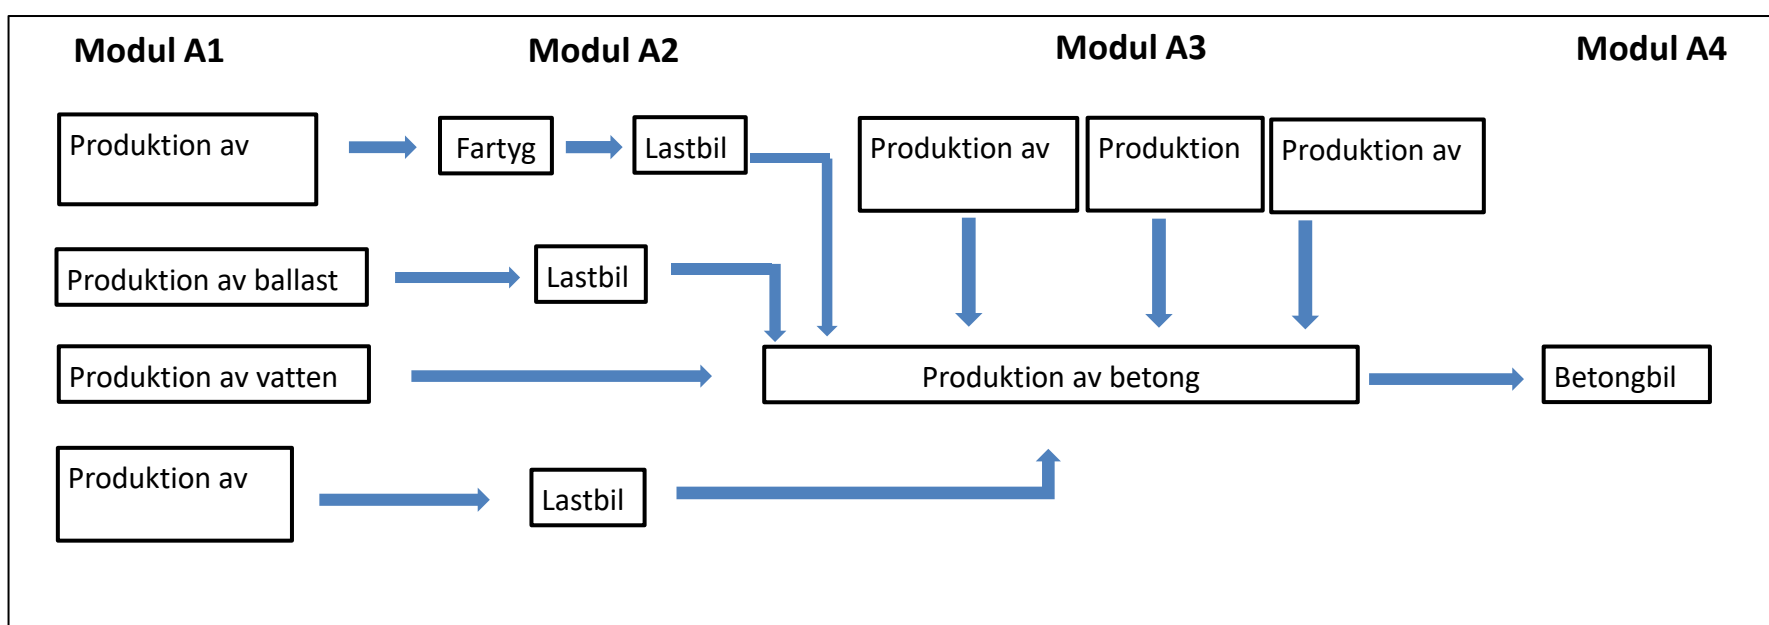 Modul A1
Modul A2
Modul A3
Modul A4
Produktion av
Fartyg
Lastbil
Produktion av
Produktion
Produktion av
Produktion av ballast
Lastbil
Produktion av vatten
Produktion av betong
Betongbil
Produktion av
Lastbil